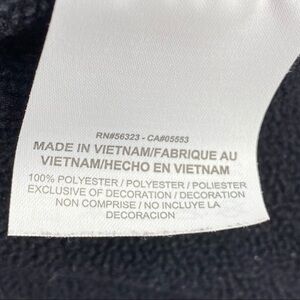 RN#56323 - CA#05553
MADE IN VIETNAM/FABRIQUE AU
VIETNAM/HECHO EN VIETNAM
100% POLYESTER / POLYESTER / POLIESTER
EXCLUSIVE OF DECORATION / DECORATION
NON COMPRISE / NO INCLUYE LA
DECORACION